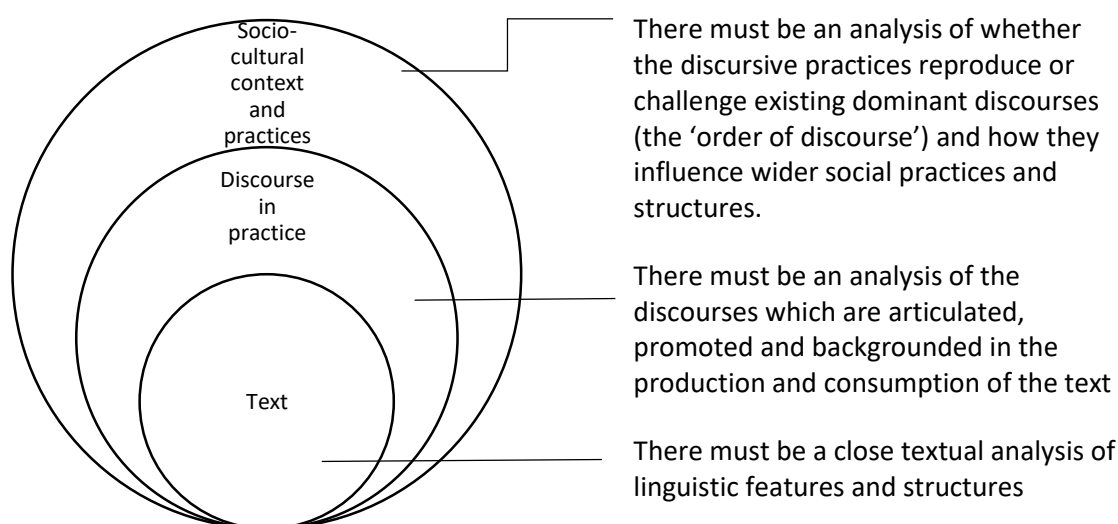 Socio-
cultural
context
and
practices
Discourse
in
practice
Text
There must be an analysis of whether
the discursive practices reproduce or
challenge existing dominant discourses
(the ‘order of discourse’) and how they
influence wider social practices and
structures.
There must be an analysis of the
discourses which are articulated,
promoted and backgrounded in the
production and consumption of the text
There must be a close textual analysis of
linguistic features and structures